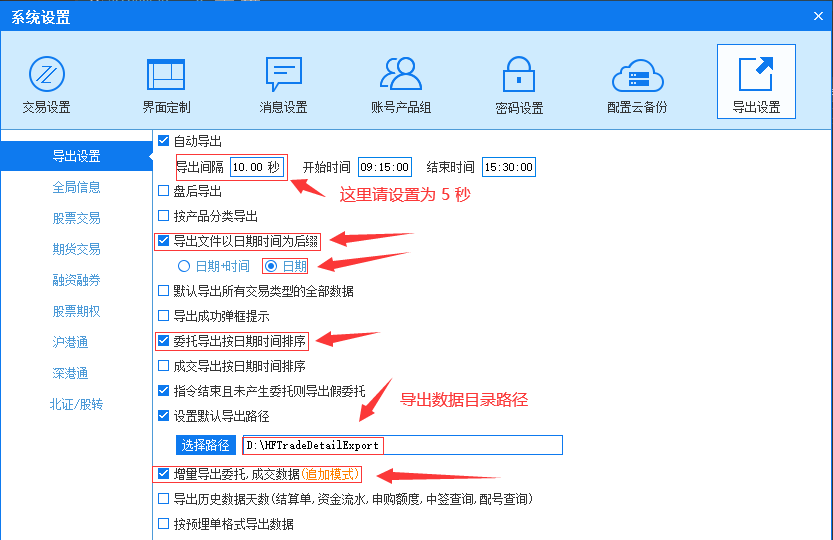 系统设置
交易设置
界面定制
消息设置
账号产品组
密码设置
配置云备份
导出设置
导出设置
全局信息
股票交易
期货交易
融资融券
股票期权
沪港通
深港通
北证/股转
自动导出
导出间隔 10.00 秒 开始时间 09:15:00 结束时间 15:30:00
盘后导出
这里请设置为 5 秒
按产品分类导出
导出文件以日期时间为后缀
日期+时间 日期
默认导出所有交易类型的全部数据
导出成功弹框提示
委托导出按日期时间排序
成交导出按日期时间排序
指令结束且未产生委托则导出假委托
导出数据目录路径
设置默认导出路径
选择路径 D:\HFTradeDetailExport
增量导出委托,成交数据(追加模式)
导出历史数据天数(结算单,资金流水,申购额度,中签查询,配号查询)
按预埋单格式导出数据